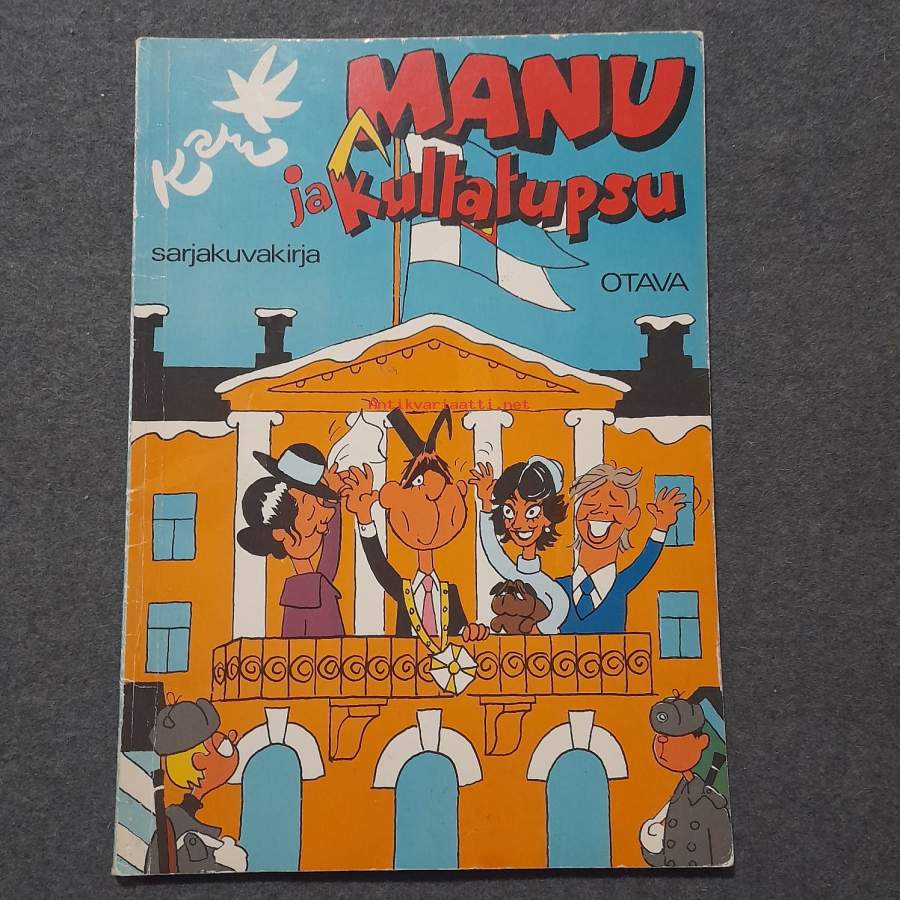 Kari
MANU
ja Kultatupsu
sarjakuvakirja
OTAVA
Antikvariaatti.net